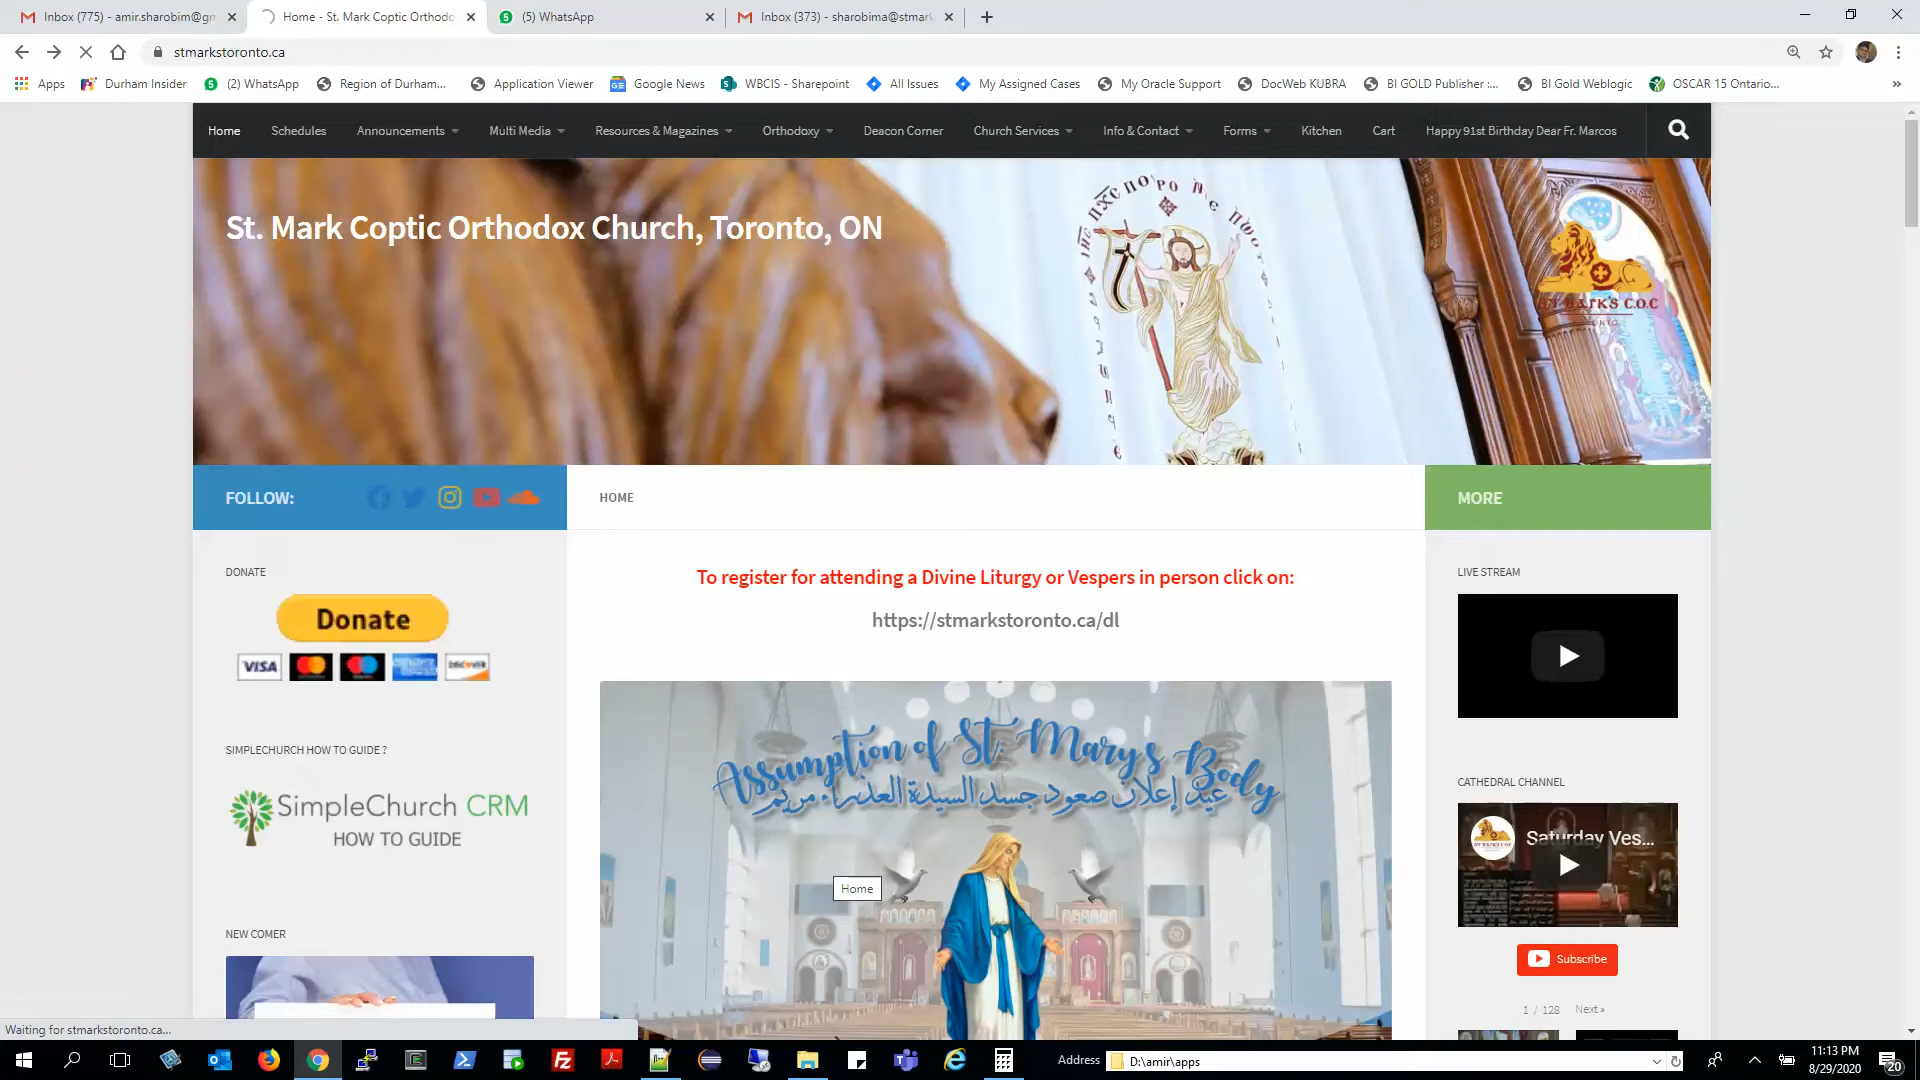 Inbox (775) - amir.sharobim@gm
Home - St. Mark Coptic Orthodo
(5) WhatsApp
Inbox (373) - sharobima@stmark
stmarkstoronto.ca
Apps
Durham Insider
(2) WhatsApp
Region of Durham...
Application Viewer
Google News
WBCIS - Sharepoint
All Issues
My Assigned Cases
My Oracle Support
DocWeb KUBRA
BI GOLD Publisher :...
BI Gold Weblogic
OSCAR 15 Ontario...
»
Home
Schedules
Announcements
Multi Media
Resources & Magazines
Orthodoxy
Deacon Corner
Church Services
Info & Contact
Forms
Kitchen
Cart
Happy 91st Birthday Dear Fr. Marcos
St. Mark Coptic Orthodox Church, Toronto, ON
ST MARK'S C.O.C
TORONTO
FOLLOW:
HOME
MORE
DONATE
Donate
VISA
DISCOVER
SIMPLECHURCH HOW TO GUIDE ?
SimpleChurch CRM
HOW TO GUIDE
NEW COMER
To register for attending a Divine Liturgy or Vespers in person click on:
https://stmarkstoronto.ca/dl
Assumption of St. Mary's Body
عيد إعلان صعود جسد السيدة العذراء مريم
Home
LIVE STREAM
CATHEDRAL CHANNEL
Saturday Ves...
Subscribe
1 / 128 Next »
Waiting for stmarkstoronto.ca...
Address
D:\amir\apps
11:13 PM
8/29/2020
20